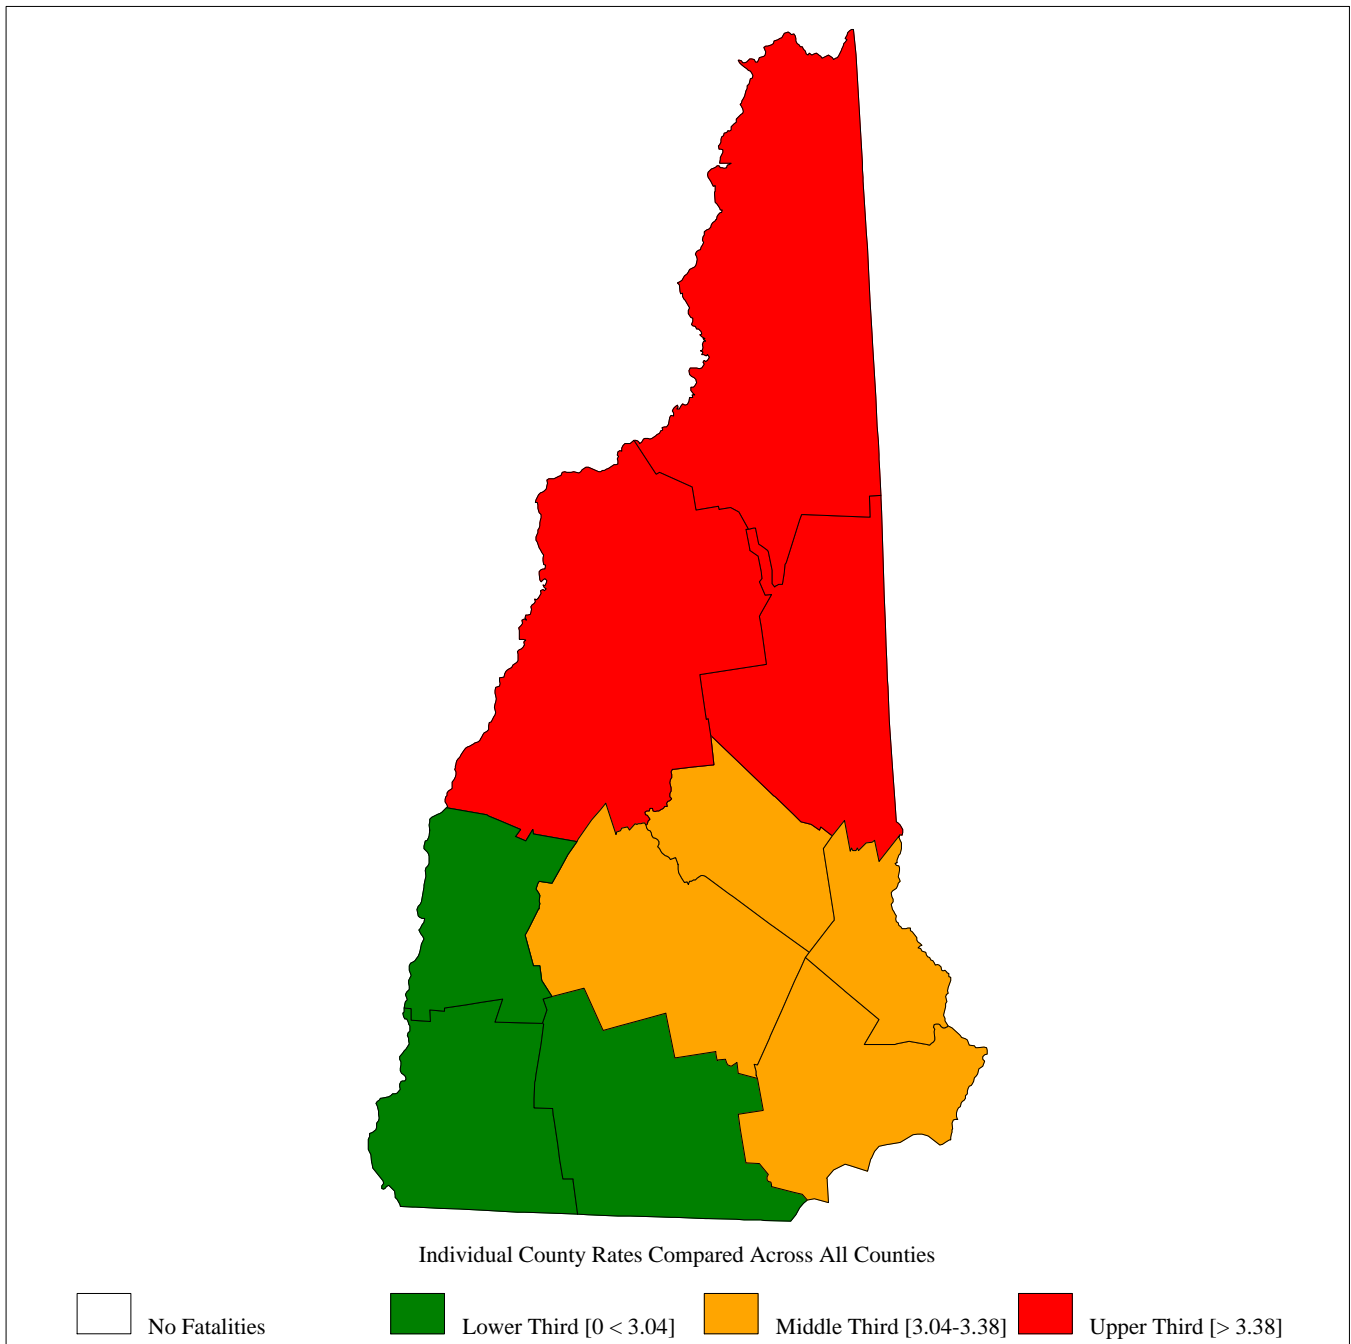 Individual County Rates Compared Across All Counties
No Fatalities Lower Third [0 < 3.04] Middle Third [3.04-3.38] Upper Third [> 3.38]